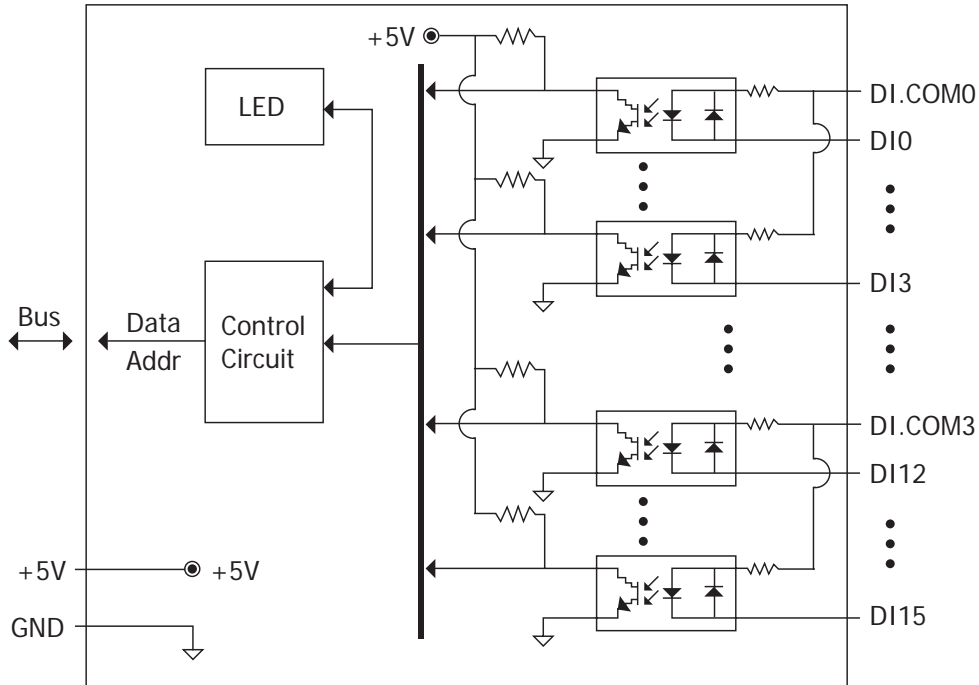 +5V
LED
DI.COM0
DI0
DI3
Bus
Data
Addr
Control
Circuit
DI.COM3
DI12
+5V
+5V
GND
DI15